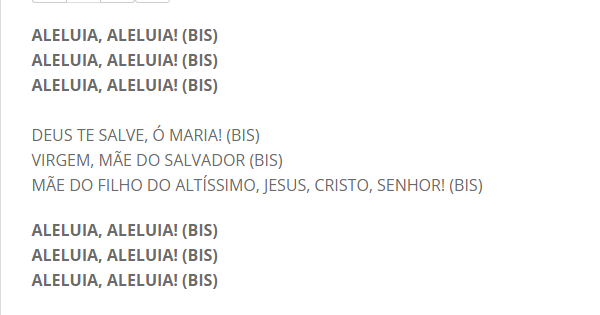 ALELUIA, ALELUIA! (BIS)
ALELUIA, ALELUIA! (BIS)
ALELUIA, ALELUIA! (BIS)
DEUS TE SALVE, Ó MARIA! (BIS)
VIRGEM, MÃE DO SALVADOR (BIS)
MÃE DO FILHO DO ALTÍSSIMO, JESUS, CRISTO, SENHOR! (BIS)
ALELUIA, ALELUIA! (BIS)
ALELUIA, ALELUIA! (BIS)
ALELUIA, ALELUIA! (BIS)